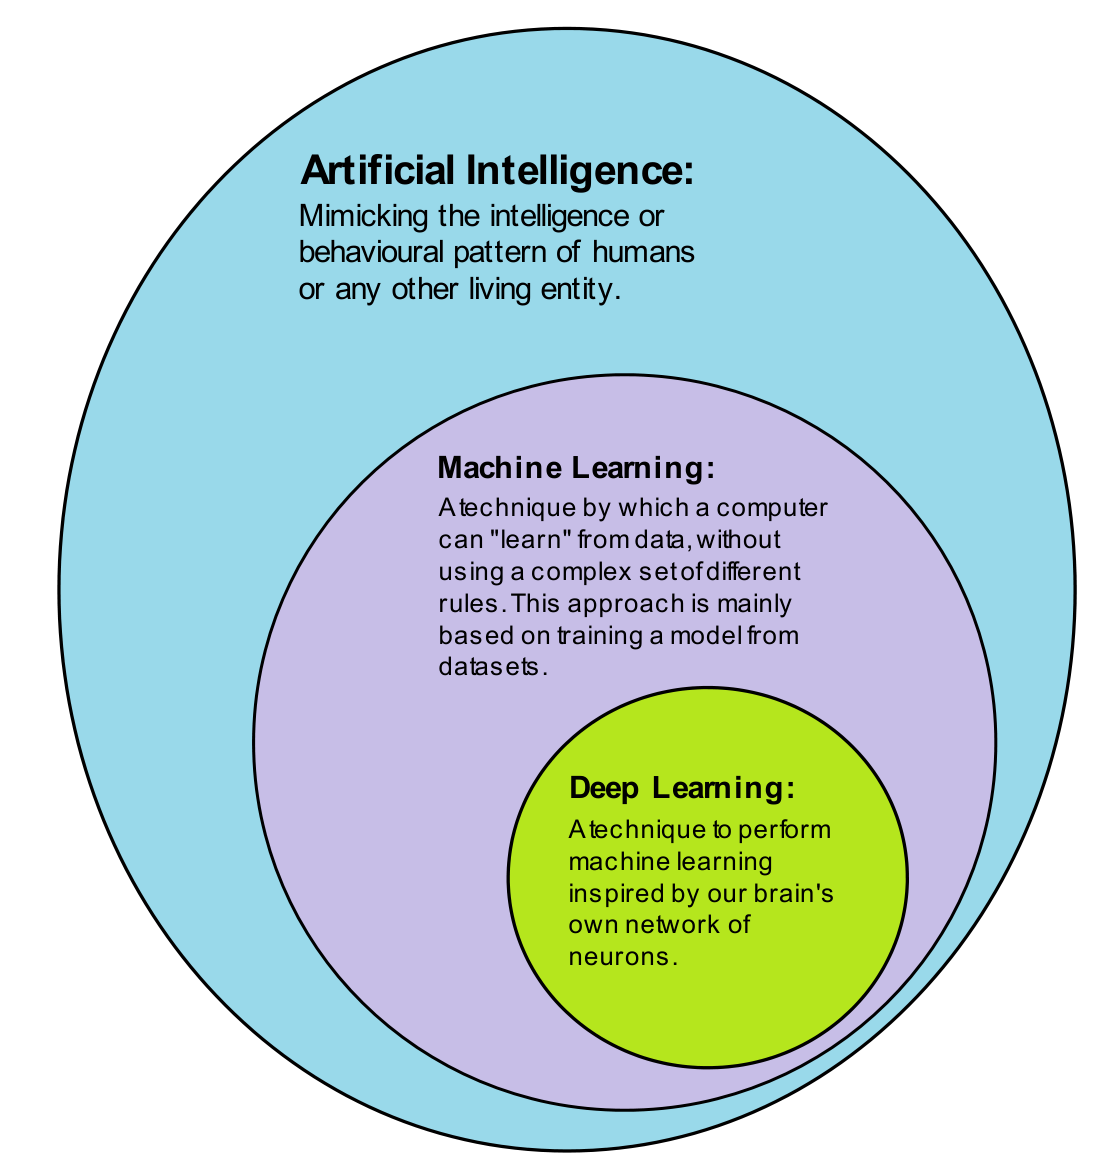 Artificial Intelligence:
Mimicking the intelligence or
behavioural pattern of humans
or any other living entity.
Machine Learning:
A technique by which a computer
can "learn" from data, without
using a complex set of different
rules. This approach is mainly
based on training a model from
datasets.
Deep Learning:
A technique to perform
machine learning
inspired by our brain's
own network of
neurons.